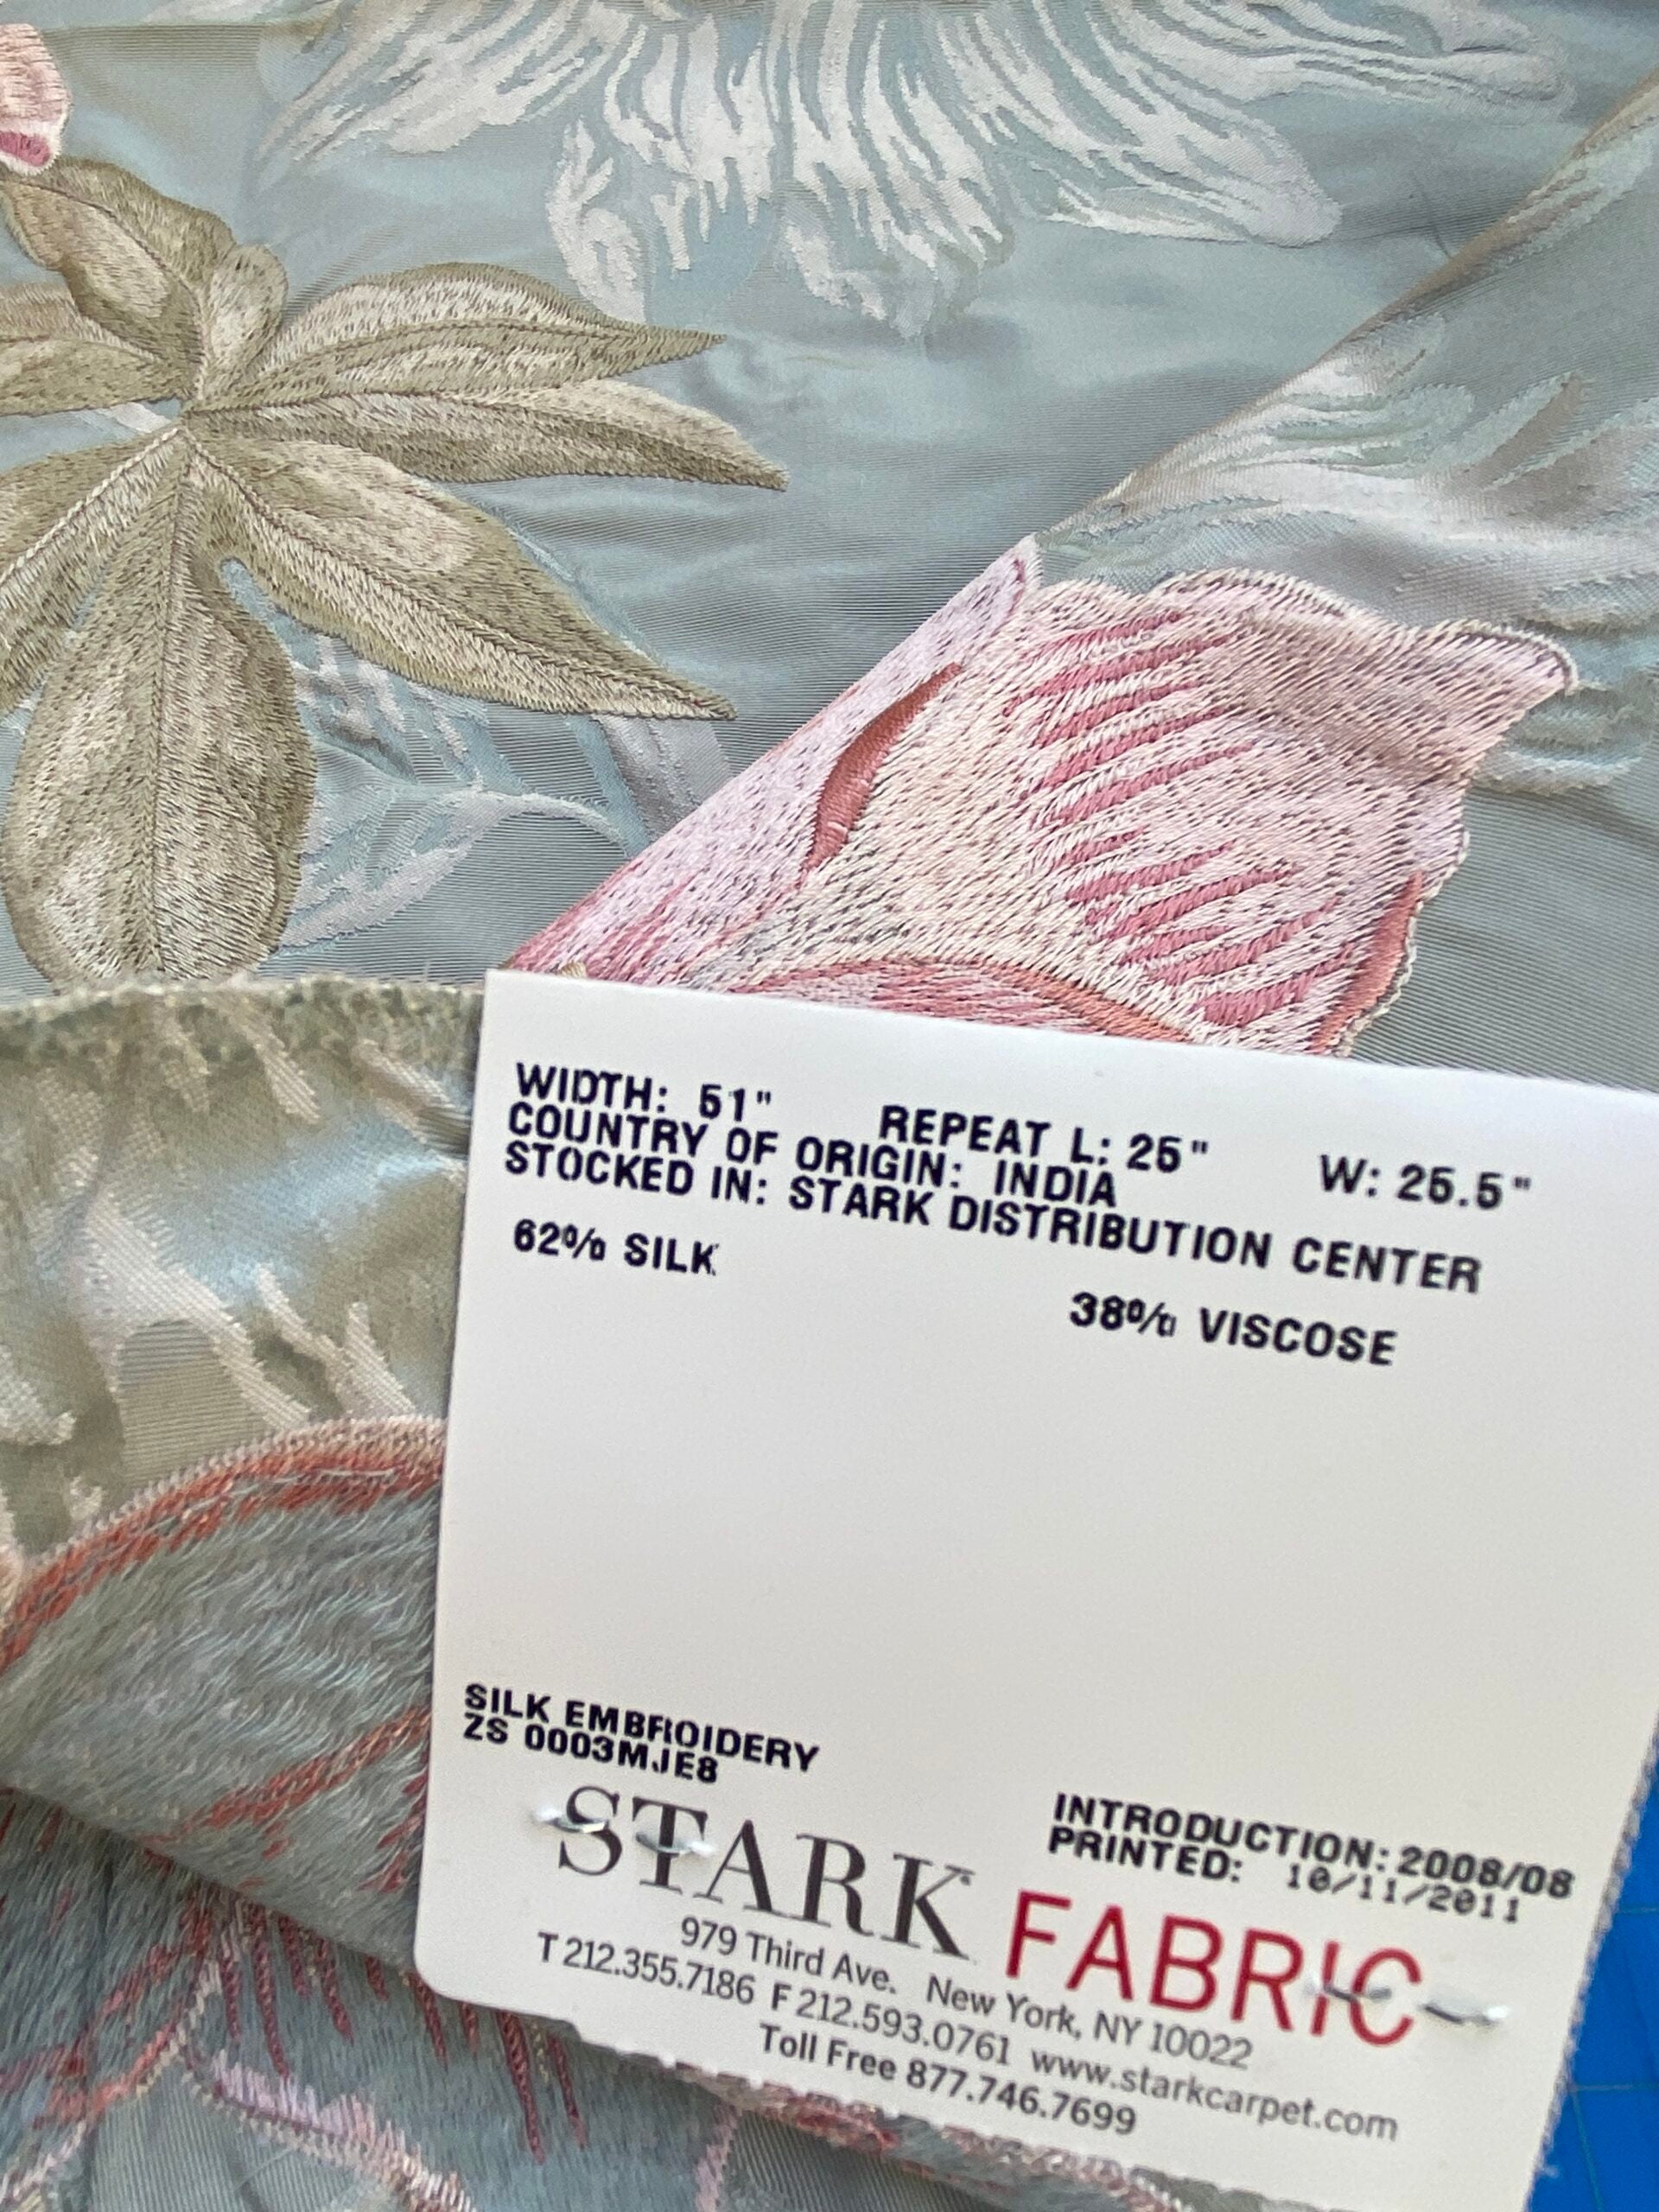 WIDTH: 51" REPEAT L: 25" W: 25.5"
COUNTRY OF ORIGIN: INDIA
STOCKED IN: STARK DISTRIBUTION CENTER
62% SILK 38% VISCOSE
SILK EMBROIDERY
ZS 0003MJE8
INTRODUCTION: 2008/08
PRINTED: 10/11/2011
STARK FABRIC
979 Third Ave. New York, NY 10022
T 212.355.7186 F 212.593.0761 www.starkcarpet.com
Toll Free 877.746.7699